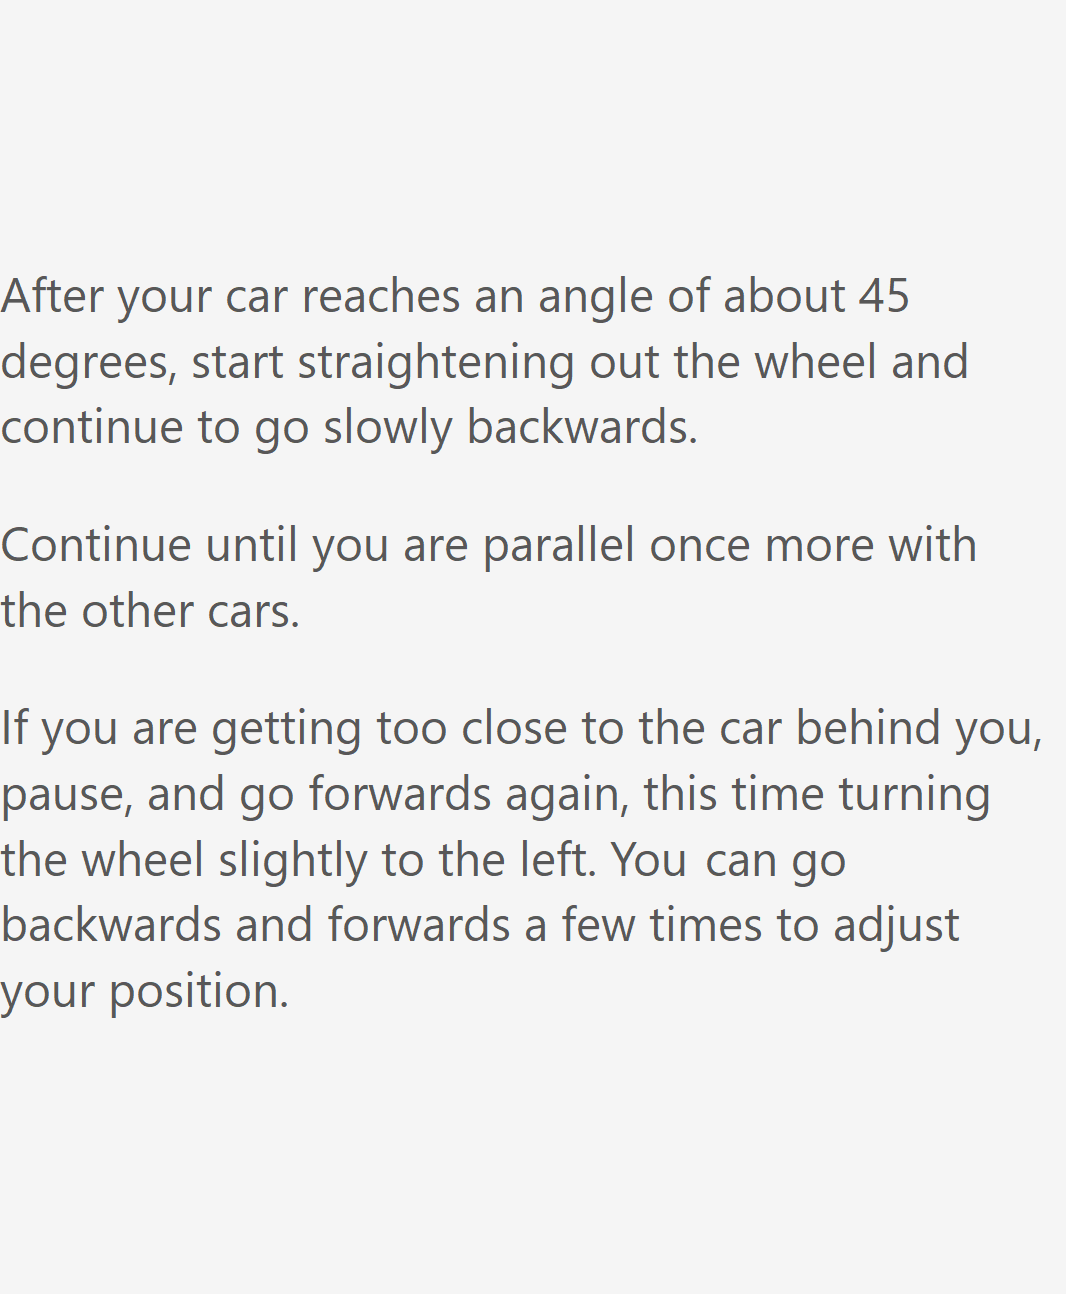 After your car reaches an angle of about 45
degrees, start straightening out the wheel and
continue to go slowly backwards.
Continue until you are parallel once more with
the other cars.
If you are getting too close to the car behind you,
pause, and go forwards again, this time turning
the wheel slightly to the left. You can go
backwards and forwards a few times to adjust
your position.